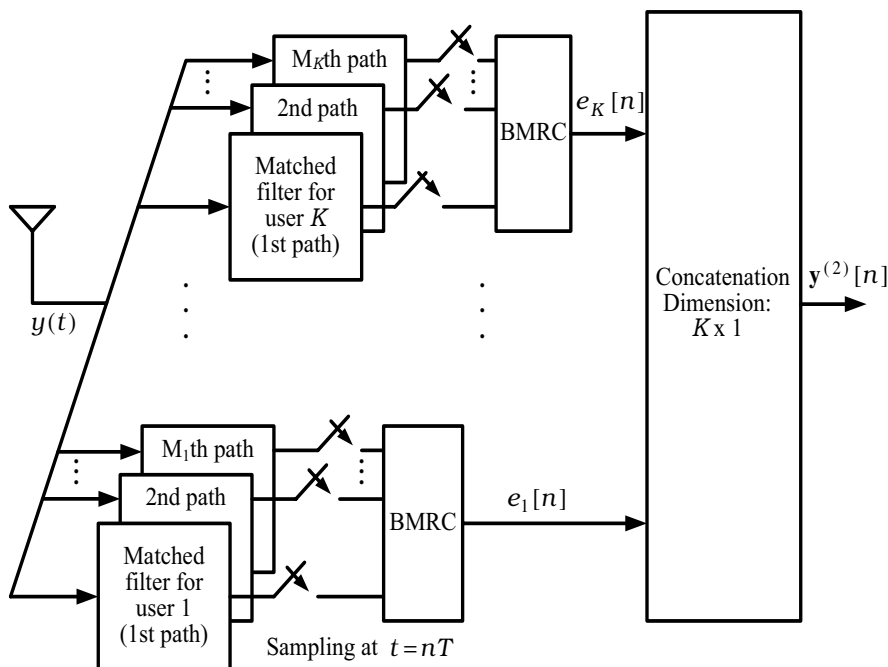 M_Kth path
2nd path
Matched
filter for
user K
(1st path)
BMRC
e_K[n]
y(t)
Concatenation
Dimension:
K x 1
y^(2)[n]
M_1th path
2nd path
Matched
filter for
user 1
(1st path)
BMRC
e_1[n]
Sampling at t=nT